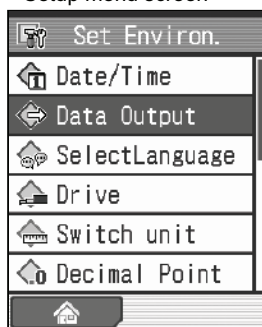 Setup menu screen
Set Environ.
Date/Time
Data Output
SelectLanguage
Drive
Switch unit
Decimal Point